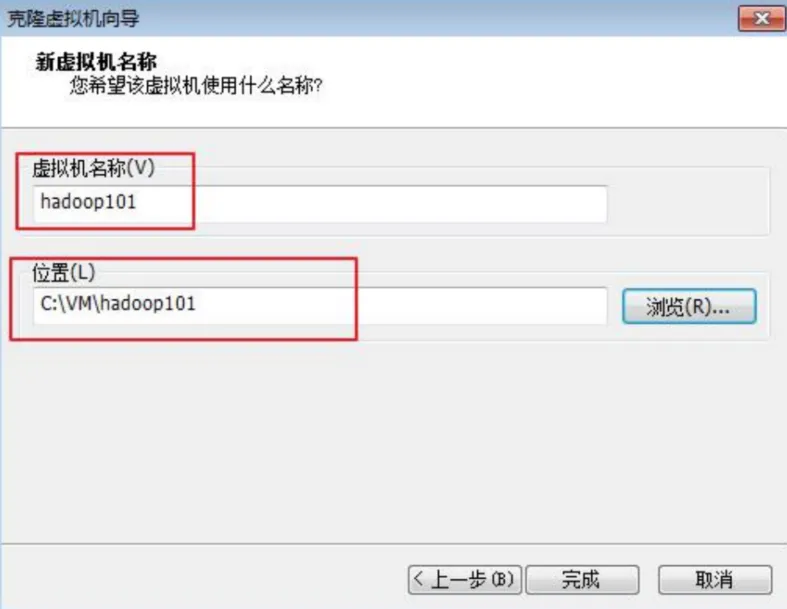 克隆虚拟机向导
新虚拟机名称
您希望该虚拟机使用什么名称?
虚拟机名称(V)
hadoop101
位置(L)
C:\VM\hadoop101
浏览(R)...
< 上一步(B)
完成
取消